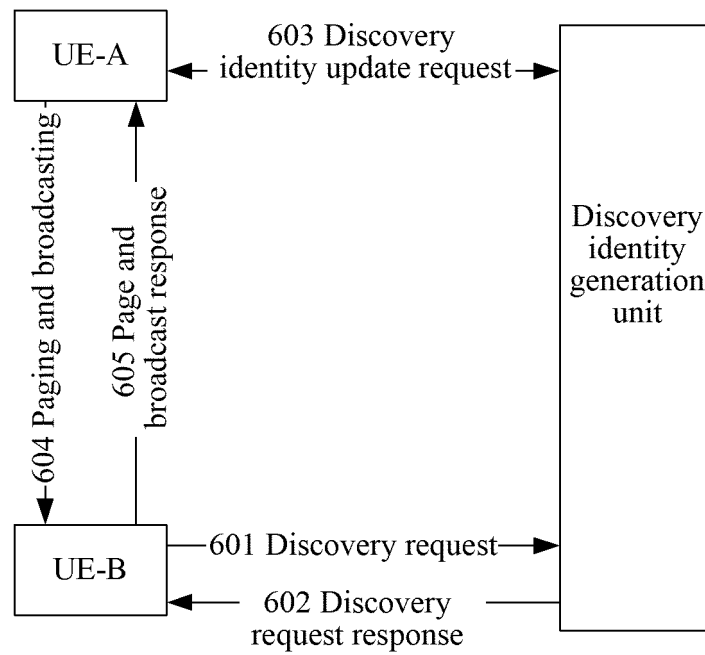 UE-A
603 Discovery
identity update request
604 Paging and broadcasting
605 Page and
broadcast response
Discovery
identity
generation
unit
UE-B
601 Discovery request
602 Discovery
request response